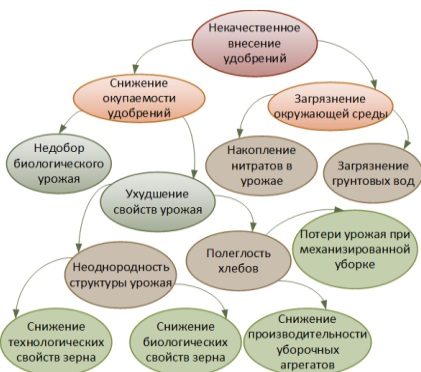 Некачественное
внесение
удобрений
Снижение
окупаемости
удобрений
Загрязнение
окружающей среды
Недобор
биологического
урожая
Накопление
нитратов в
урожае
Загрязнение
грунтовых вод
Ухудшение
свойств урожая
Потери урожая при
механизированной
уборке
Полеглость
хлебов
Неоднородность
структуры урожая
Снижение
технологических
свойств зерна
Снижение
биологических
свойств зерна
Снижение
производительности
уборочных
агрегатов